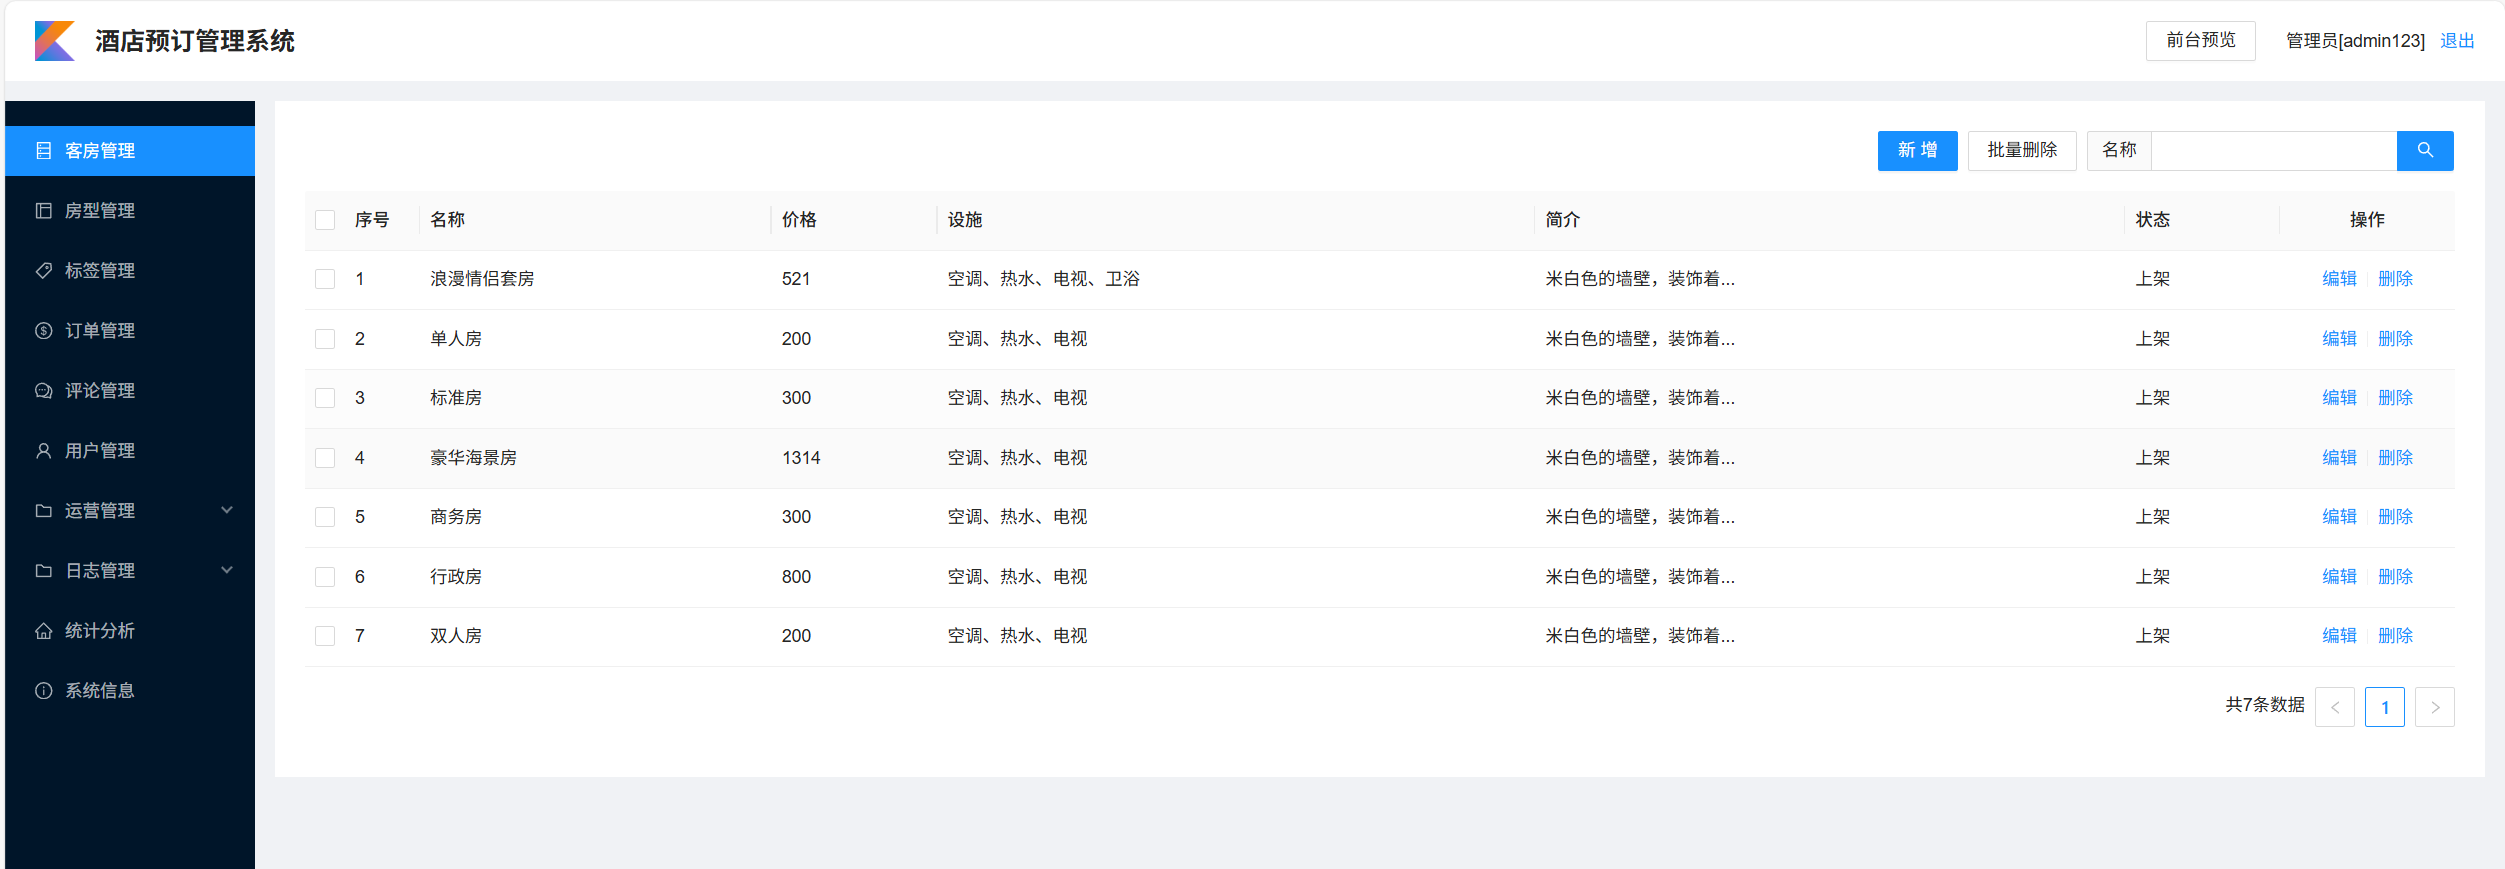 酒店预订管理系统
前台预览 管理员[admin123] 退出
客房管理
房型管理
标签管理
订单管理
评论管理
用户管理
运营管理
日志管理
统计分析
系统信息
新 增 批量删除 名称
序号 名称 价格 设施 简介 状态 操作
1 浪漫情侣套房 521 空调、热水、电视、卫浴 米白色的墙壁，装饰着... 上架 编辑 删除
2 单人房 200 空调、热水、电视 米白色的墙壁，装饰着... 上架 编辑 删除
3 标准房 300 空调、热水、电视 米白色的墙壁，装饰着... 上架 编辑 删除
4 豪华海景房 1314 空调、热水、电视 米白色的墙壁，装饰着... 上架 编辑 删除
5 商务房 300 空调、热水、电视 米白色的墙壁，装饰着... 上架 编辑 删除
6 行政房 800 空调、热水、电视 米白色的墙壁，装饰着... 上架 编辑 删除
7 双人房 200 空调、热水、电视 米白色的墙壁，装饰着... 上架 编辑 删除
共7条数据 1